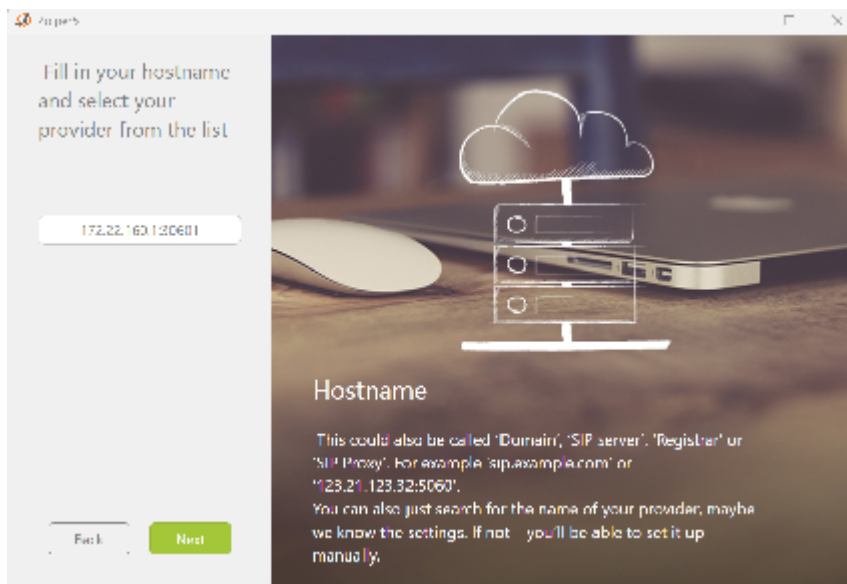 Zoiper5
Fill in your hostname
and select your
provider from the list
Back
Next
Hostname
This could also be called 'Domain', 'SIP server', 'Registrar' or
'SIP Proxy'. For example 'sip.example.com' or
'123.21.123.32:5060'.
You can also just search for the name of your provider, maybe
we know the settings. If not you'll be able to set it up
manually.